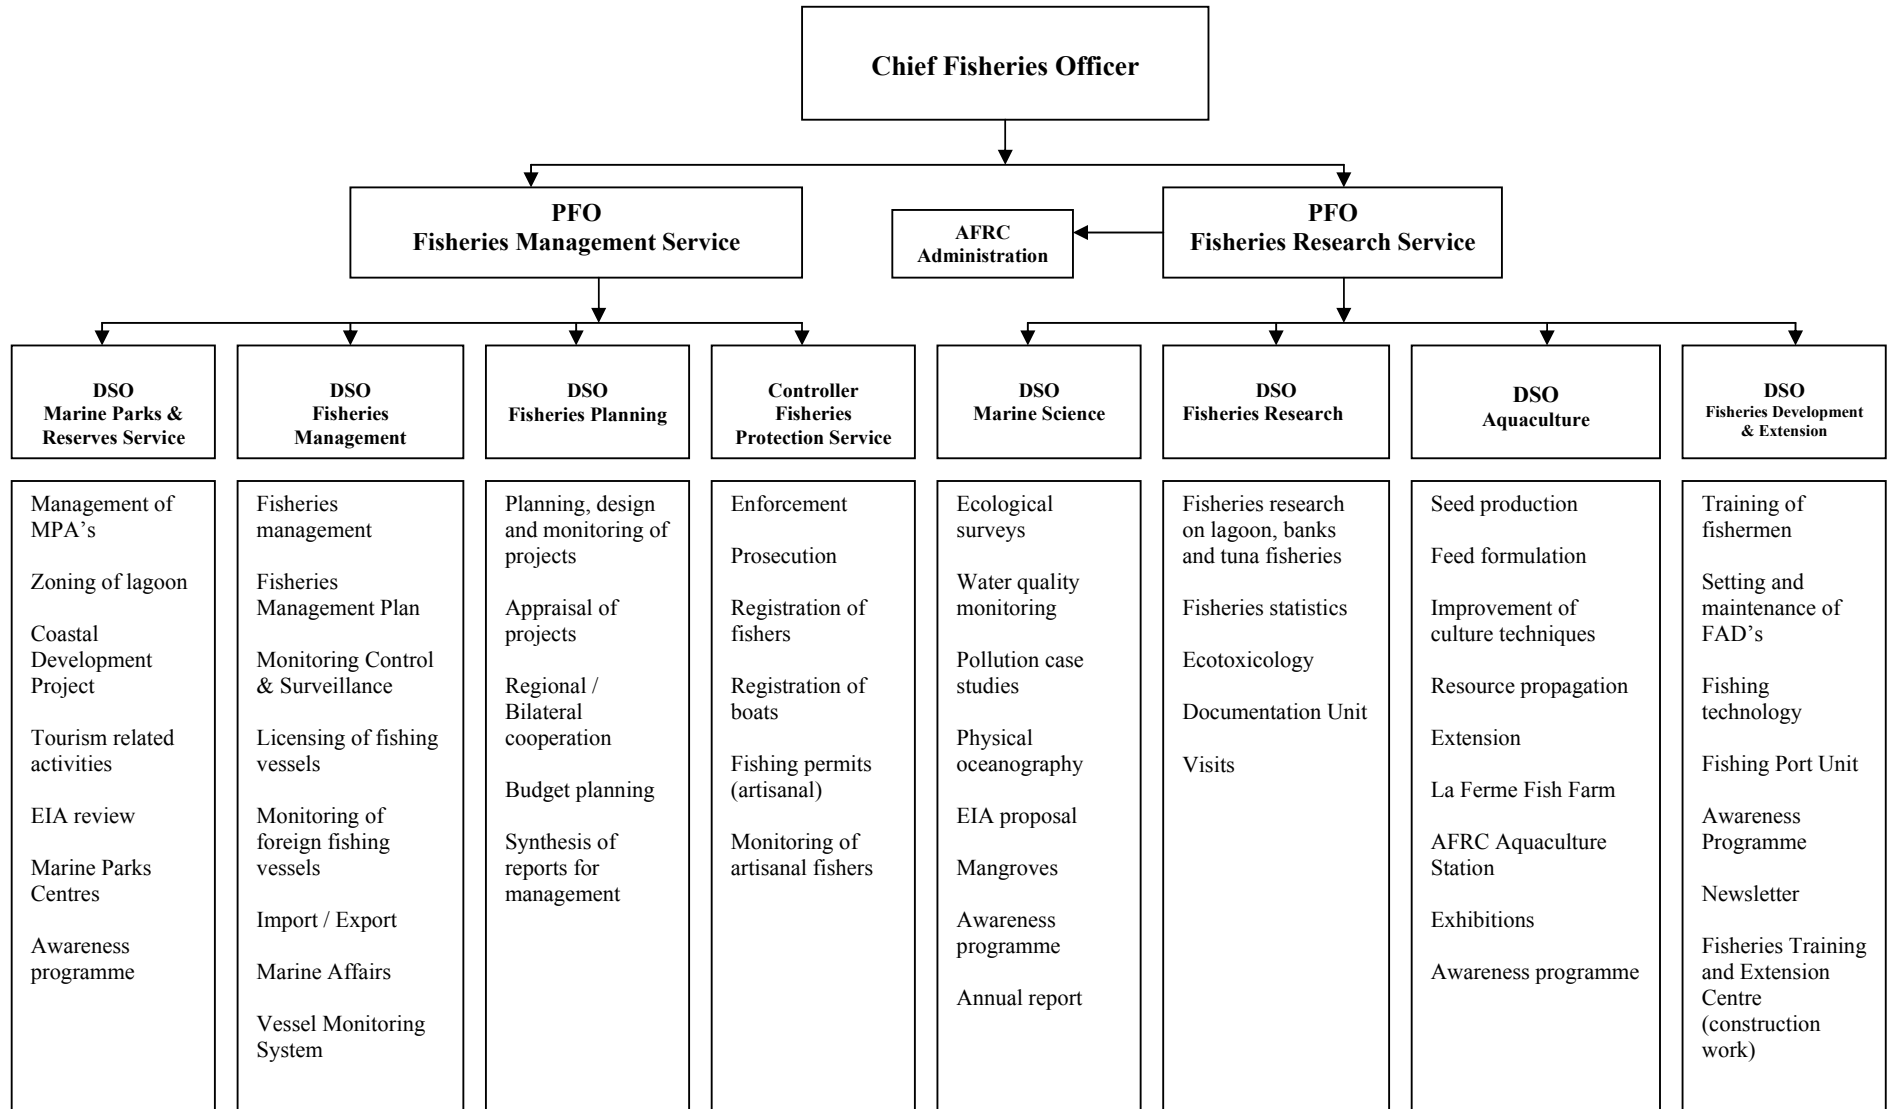 Chief Fisheries Officer
PFO
Fisheries Management Service
AFRC
Administration
PFO
Fisheries Research Service
DSO
Marine Parks &
Reserves Service
DSO
Fisheries
Management
DSO
Fisheries Planning
Controller
Fisheries
Protection Service
DSO
Marine Science
DSO
Fisheries Research
DSO
Aquaculture
DSO
Fisheries Development
& Extension
Management of
MPA’s
Zoning of lagoon
Coastal
Development
Project
Tourism related
activities
EIA review
Marine Parks
Centres
Awareness
programme
Fisheries
management
Fisheries
Management Plan
Monitoring Control
& Surveillance
Licensing of fishing
vessels
Monitoring of
foreign fishing
vessels
Import / Export
Marine Affairs
Vessel Monitoring
System
Planning, design
and monitoring of
projects
Appraisal of
projects
Regional /
Bilateral
cooperation
Budget planning
Synthesis of
reports for
management
Enforcement
Prosecution
Registration of
fishers
Registration of
boats
Fishing permits
(artisanal)
Monitoring of
artisanal fishers
Ecological
surveys
Water quality
monitoring
Pollution case
studies
Physical
oceanography
EIA proposal
Mangroves
Awareness
programme
Annual report
Fisheries research
on lagoon, banks
and tuna fisheries
Fisheries statistics
Ecotoxicology
Documentation Unit
Visits
Seed production
Feed formulation
Improvement of
culture techniques
Resource propagation
Extension
La Ferme Fish Farm
AFRC Aquaculture
Station
Exhibitions
Awareness programme
Training of
fishermen
Setting and
maintenance of
FAD’s
Fishing
technology
Fishing Port Unit
Awareness
Programme
Newsletter
Fisheries Training
and Extension
Centre
(construction
work)